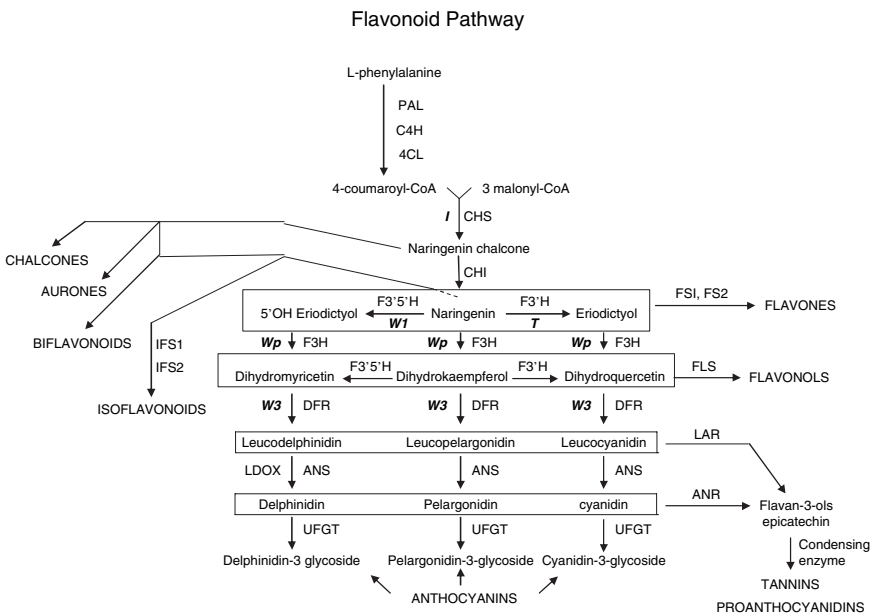 Flavonoid Pathway
L-phenylalanine
PAL
C4H
4CL
4-coumaroyl-CoA 3 malonyl-CoA
I CHS
Naringenin chalcone
CHI
CHALCONES
AURONES
BIFLAVONOIDS
IFS1
IFS2
ISOFLAVONOIDS
F3'5'H F3'H
5'OH Eriodictyol Naringenin Eriodictyol
W1 T
FSI, FS2
FLAVONES
Wp F3H Wp F3H Wp F3H
F3'5'H F3'H
Dihydromyricetin Dihydrokaempferol Dihydroquercetin
FLS
FLAVONOLS
W3 DFR W3 DFR W3 DFR
Leucodelphinidin Leucopelargonidin Leucocyanidin
LAR
LDOX ANS ANS ANS
Delphinidin Pelargonidin cyanidin
ANR
Flavan-3-ols
epicatechin
UFGT UFGT UFGT
Condensing
enzyme
Delphinidin-3 glycoside Pelargonidin-3-glycoside Cyanidin-3-glycoside
ANTHOCYANINS
TANNINS
PROANTHOCYANIDINS